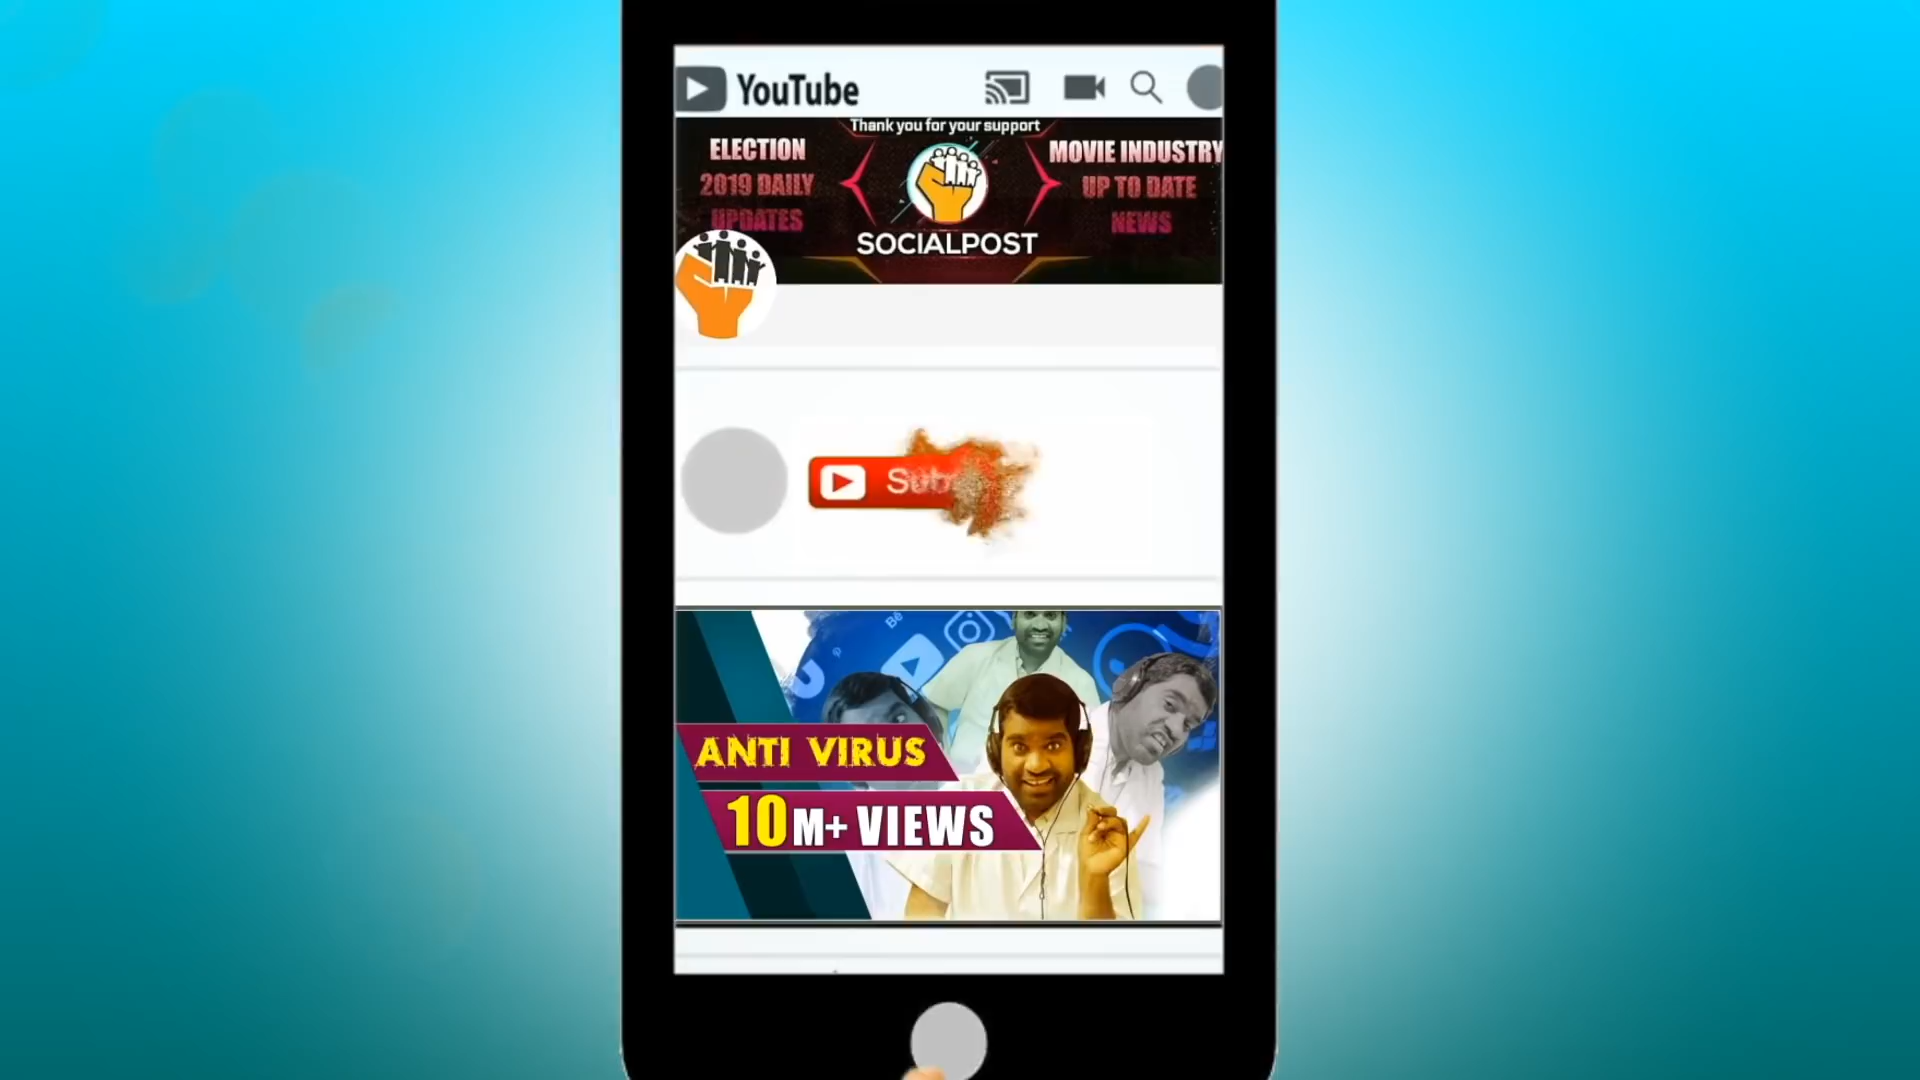 YouTube
Thank you for your support
ELECTION
2019 DAILY
UPDATES
MOVIE INDUSTRY
UP TO DATE
NEWS
SOCIALPOST
ANTI VIRUS
10M+ VIEWS